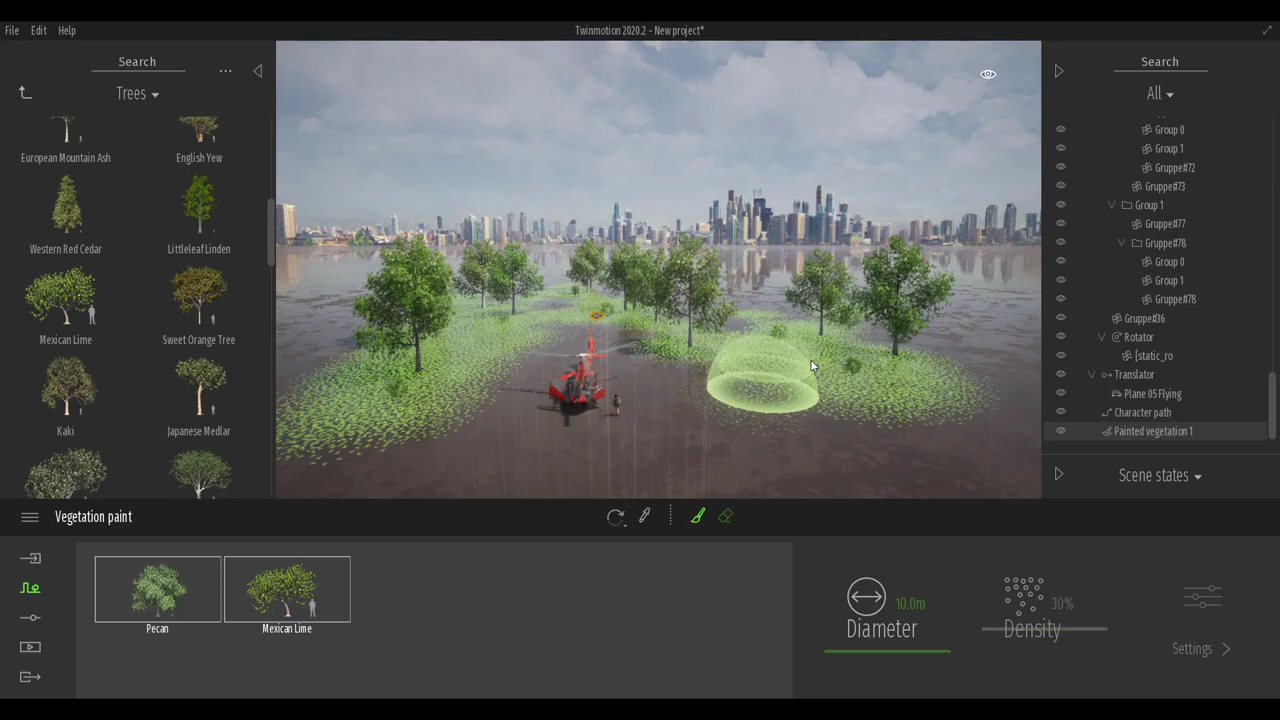 File Edit Help
Twinmotion 2020.2 - New project*
Search
...
Trees
European Mountain Ash
English Yew
Western Red Cedar
Littleleaf Linden
Mexican Lime
Sweet Orange Tree
Kaki
Japanese Medlar
Search
All
Group 0
Group 1
Gruppe#72
Gruppe#73
Group 1
Gruppe#77
Gruppe#78
Group 0
Group 1
Gruppe#78
Gruppe#36
Rotator
[static_ro
Translator
Plane 05 Flying
Character path
Painted vegetation 1
Scene states
Vegetation paint
Pecan
Mexican Lime
10.0m
Diameter
30%
Density
Settings